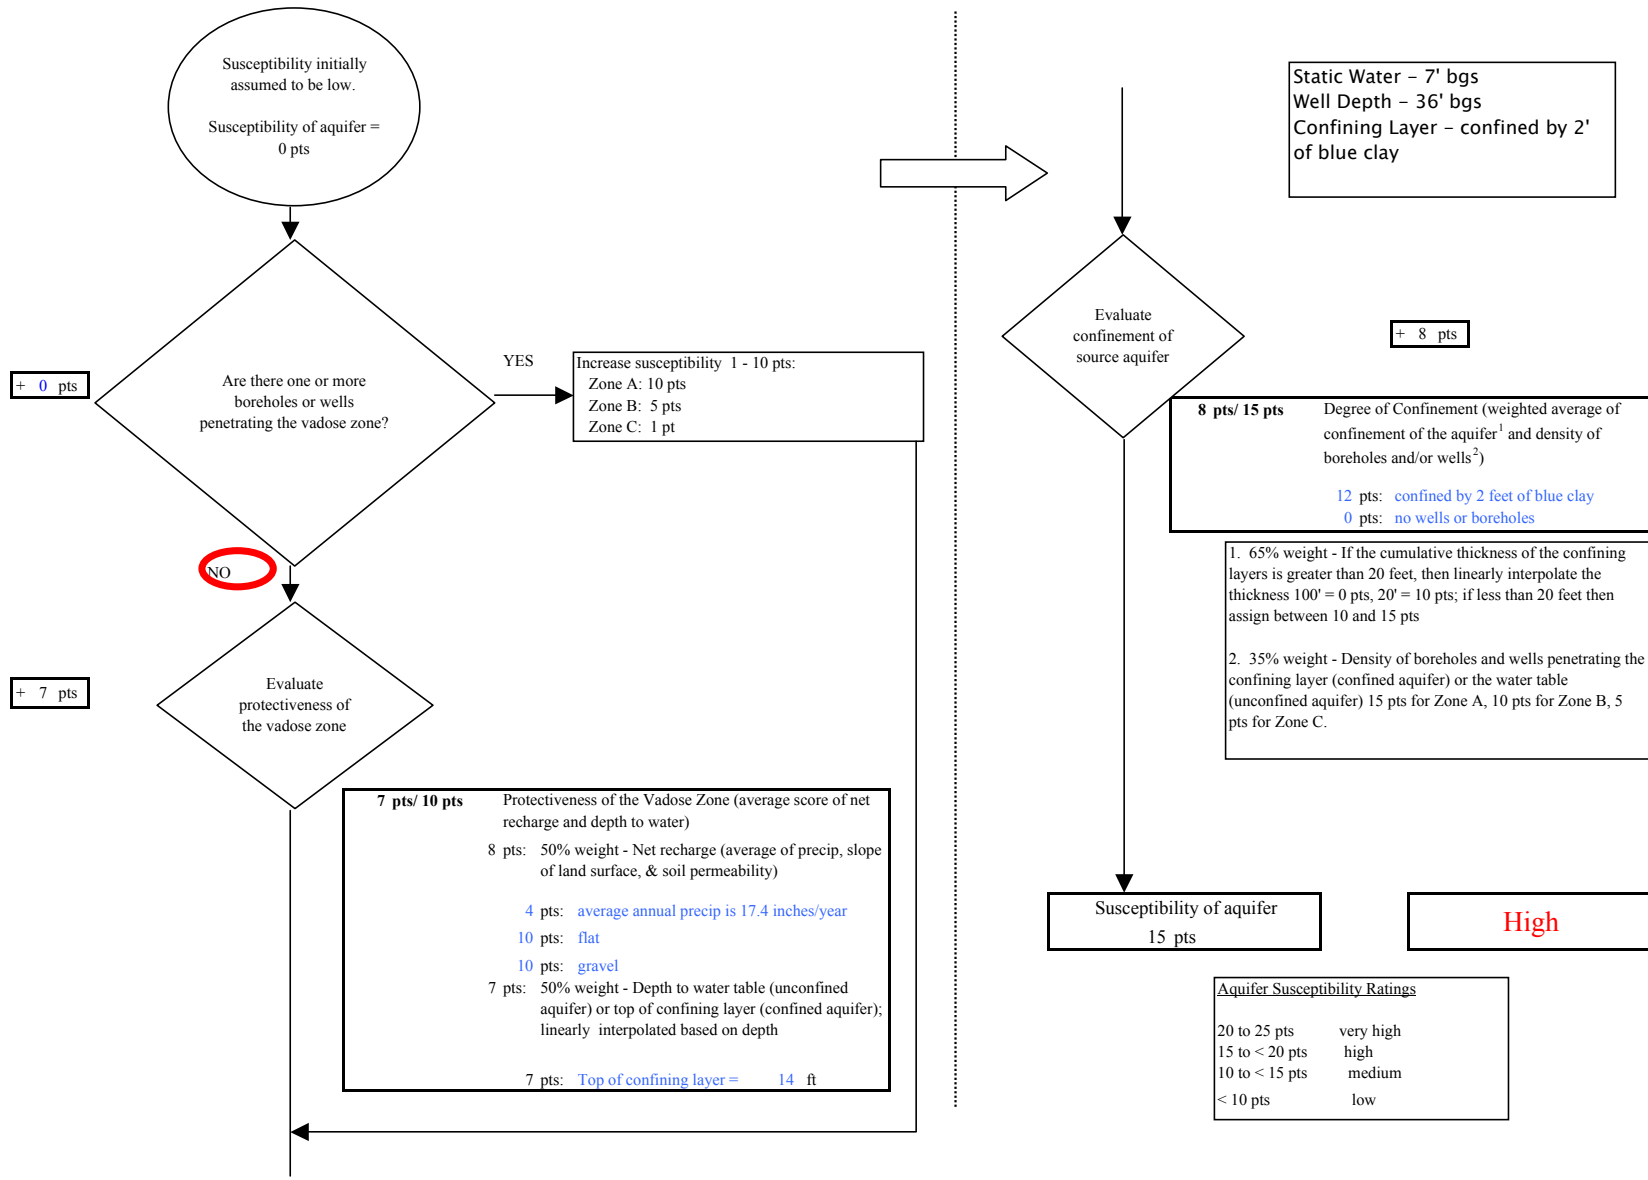 Susceptibility initially
assumed to be low.
Susceptibility of aquifer =
0 pts
+ 0 pts
Are there one or more
boreholes or wells
penetrating the vadose zone?
YES
Increase susceptibility 1 - 10 pts:
Zone A: 10 pts
Zone B: 5 pts
Zone C: 1 pt
NO
+ 7 pts
Evaluate
protectiveness of
the vadose zone
7 pts/ 10 pts Protectiveness of the Vadose Zone (average score of net
recharge and depth to water)
8 pts: 50% weight - Net recharge (average of precip, slope
of land surface, & soil permeability)
4 pts: average annual precip is 17.4 inches/year
10 pts: flat
10 pts: gravel
7 pts: 50% weight - Depth to water table (unconfined
aquifer) or top of confining layer (confined aquifer);
linearly interpolated based on depth
7 pts: Top of confining layer = 14 ft
Static Water – 7' bgs
Well Depth – 36' bgs
Confining Layer – confined by 2'
of blue clay
Evaluate
confinement of
source aquifer
+ 8 pts
8 pts/ 15 pts Degree of Confinement (weighted average of
confinement of the aquifer1 and density of
boreholes and/or wells2)
12 pts: confined by 2 feet of blue clay
0 pts: no wells or boreholes
1. 65% weight - If the cumulative thickness of the confining
layers is greater than 20 feet, then linearly interpolate the
thickness 100' = 0 pts, 20' = 10 pts; if less than 20 feet then
assign between 10 and 15 pts
2. 35% weight - Density of boreholes and wells penetrating the
confining layer (confined aquifer) or the water table
(unconfined aquifer) 15 pts for Zone A, 10 pts for Zone B, 5
pts for Zone C.
Susceptibility of aquifer
15 pts
High
Aquifer Susceptibility Ratings
20 to 25 pts very high
15 to < 20 pts high
10 to < 15 pts medium
< 10 pts low